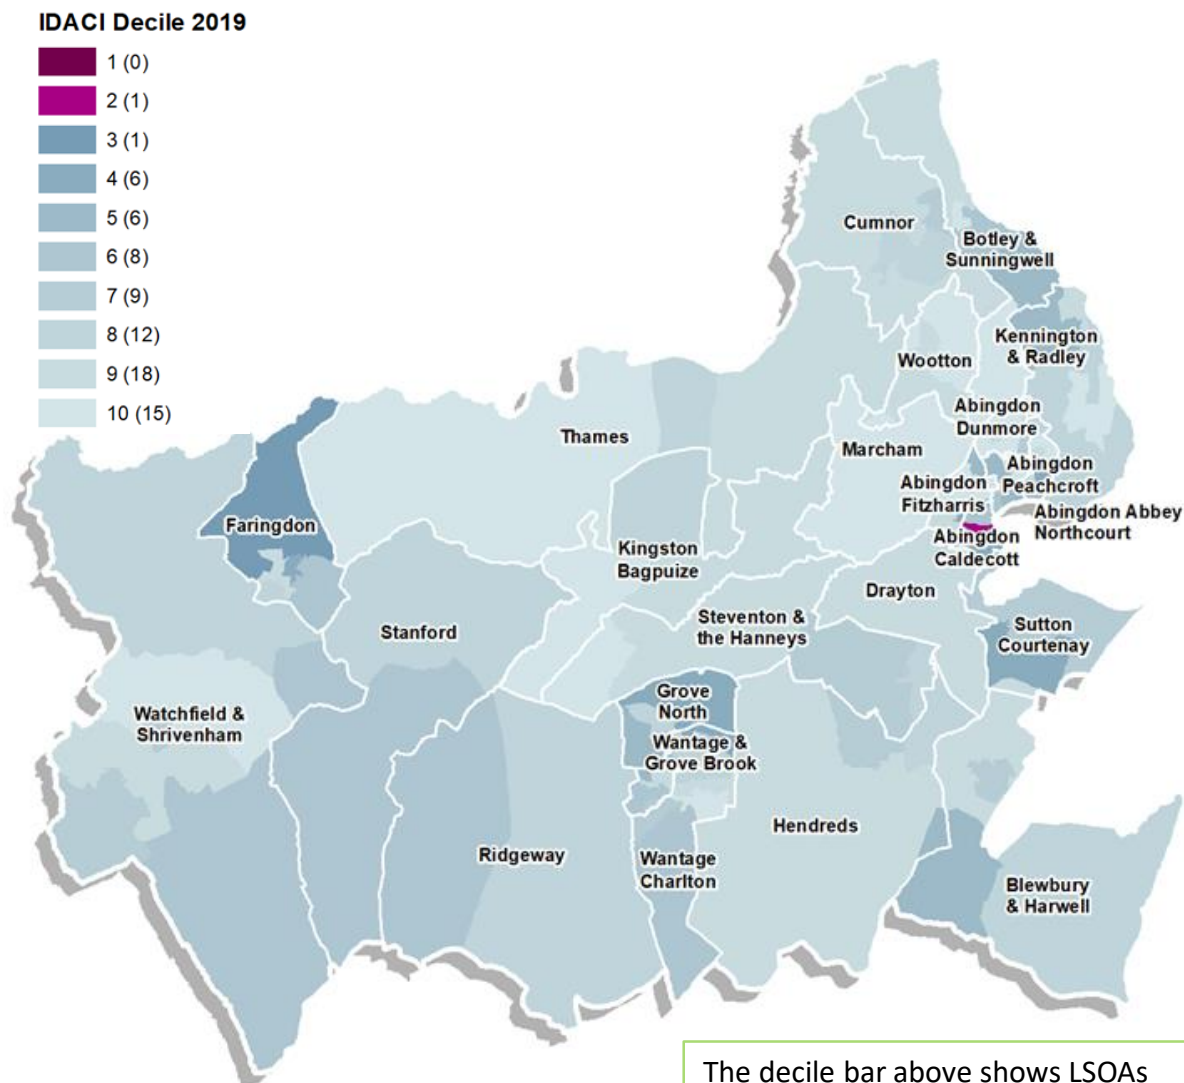 IDACI Decile 2019
1 (0)
2 (1)
3 (1)
4 (6)
5 (6)
6 (8)
7 (9)
8 (12)
9 (18)
10 (15)
Cumnor
Botley &
Sunningwell
Kennington
& Radley
Wootton
Abingdon
Dunmore
Thames
Marcham
Abingdon
Peachcroft
Abingdon
Fitzharris
Abingdon Abbey
Northcourt
Faringdon
Abingdon
Caldecott
Kingston
Bagpuize
Drayton
Steventon &
the Hanneys
Stanford
Sutton
Courtenay
Grove
North
Watchfield &
Shrivenham
Wantage &
Grove Brook
Hendreds
Ridgeway
Wantage
Charlton
Blewbury
& Harwell
The decile bar above shows LSOAs